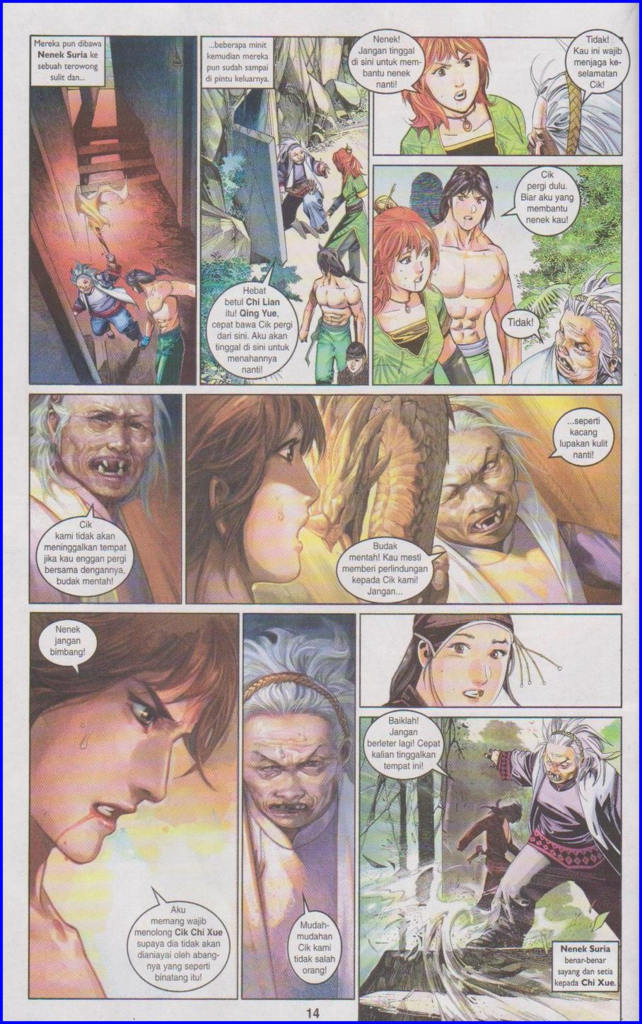 Mereka pun dibawa
Nenek Suria ke
sebuah terowong
sulit dan...
...beberapa minit
kemudian mereka
pun sudah sampai
di pintu keluarnya.
Hebat
betul Chi Lian
itu! Qing Yue,
cepat bawa Cik pergi
dari sini. Aku akan
tinggal di sini untuk
menahannya
nanti!
Nenek!
Jangan tinggal
di sini untuk mem-
bantu nenek
nanti!
Tidak!
Kau ini wajib
menjaga ke-
selamatan
Cik!
Cik
pergi dulu.
Biar aku yang
membantu
nenek kau!
Tidak!
Cik
kami tidak akan
meninggalkan tempat
jika kau enggan pergi
bersama dengannya,
budak mentah!
Budak
mentah! Kau mesti
memberi perlindungan
kepada Cik kami!
Jangan...
...seperti
kacang
lupakan kulit
nanti!
Nenek
jangan
bimbang!
Aku
memang wajib
menolong Cik Chi Xue
supaya dia tidak akan
dianiayai oleh abang-
nya yang seperti
binatang itu!
Mudah-
mudahan
Cik kami
tidak salah
orang!
Baiklah!
Jangan
berleter lagi! Cepat
kalian tinggalkan
tempat ini!
Nenek Suria
benar-benar
sayang dan setia
kepada Chi Xue.
14